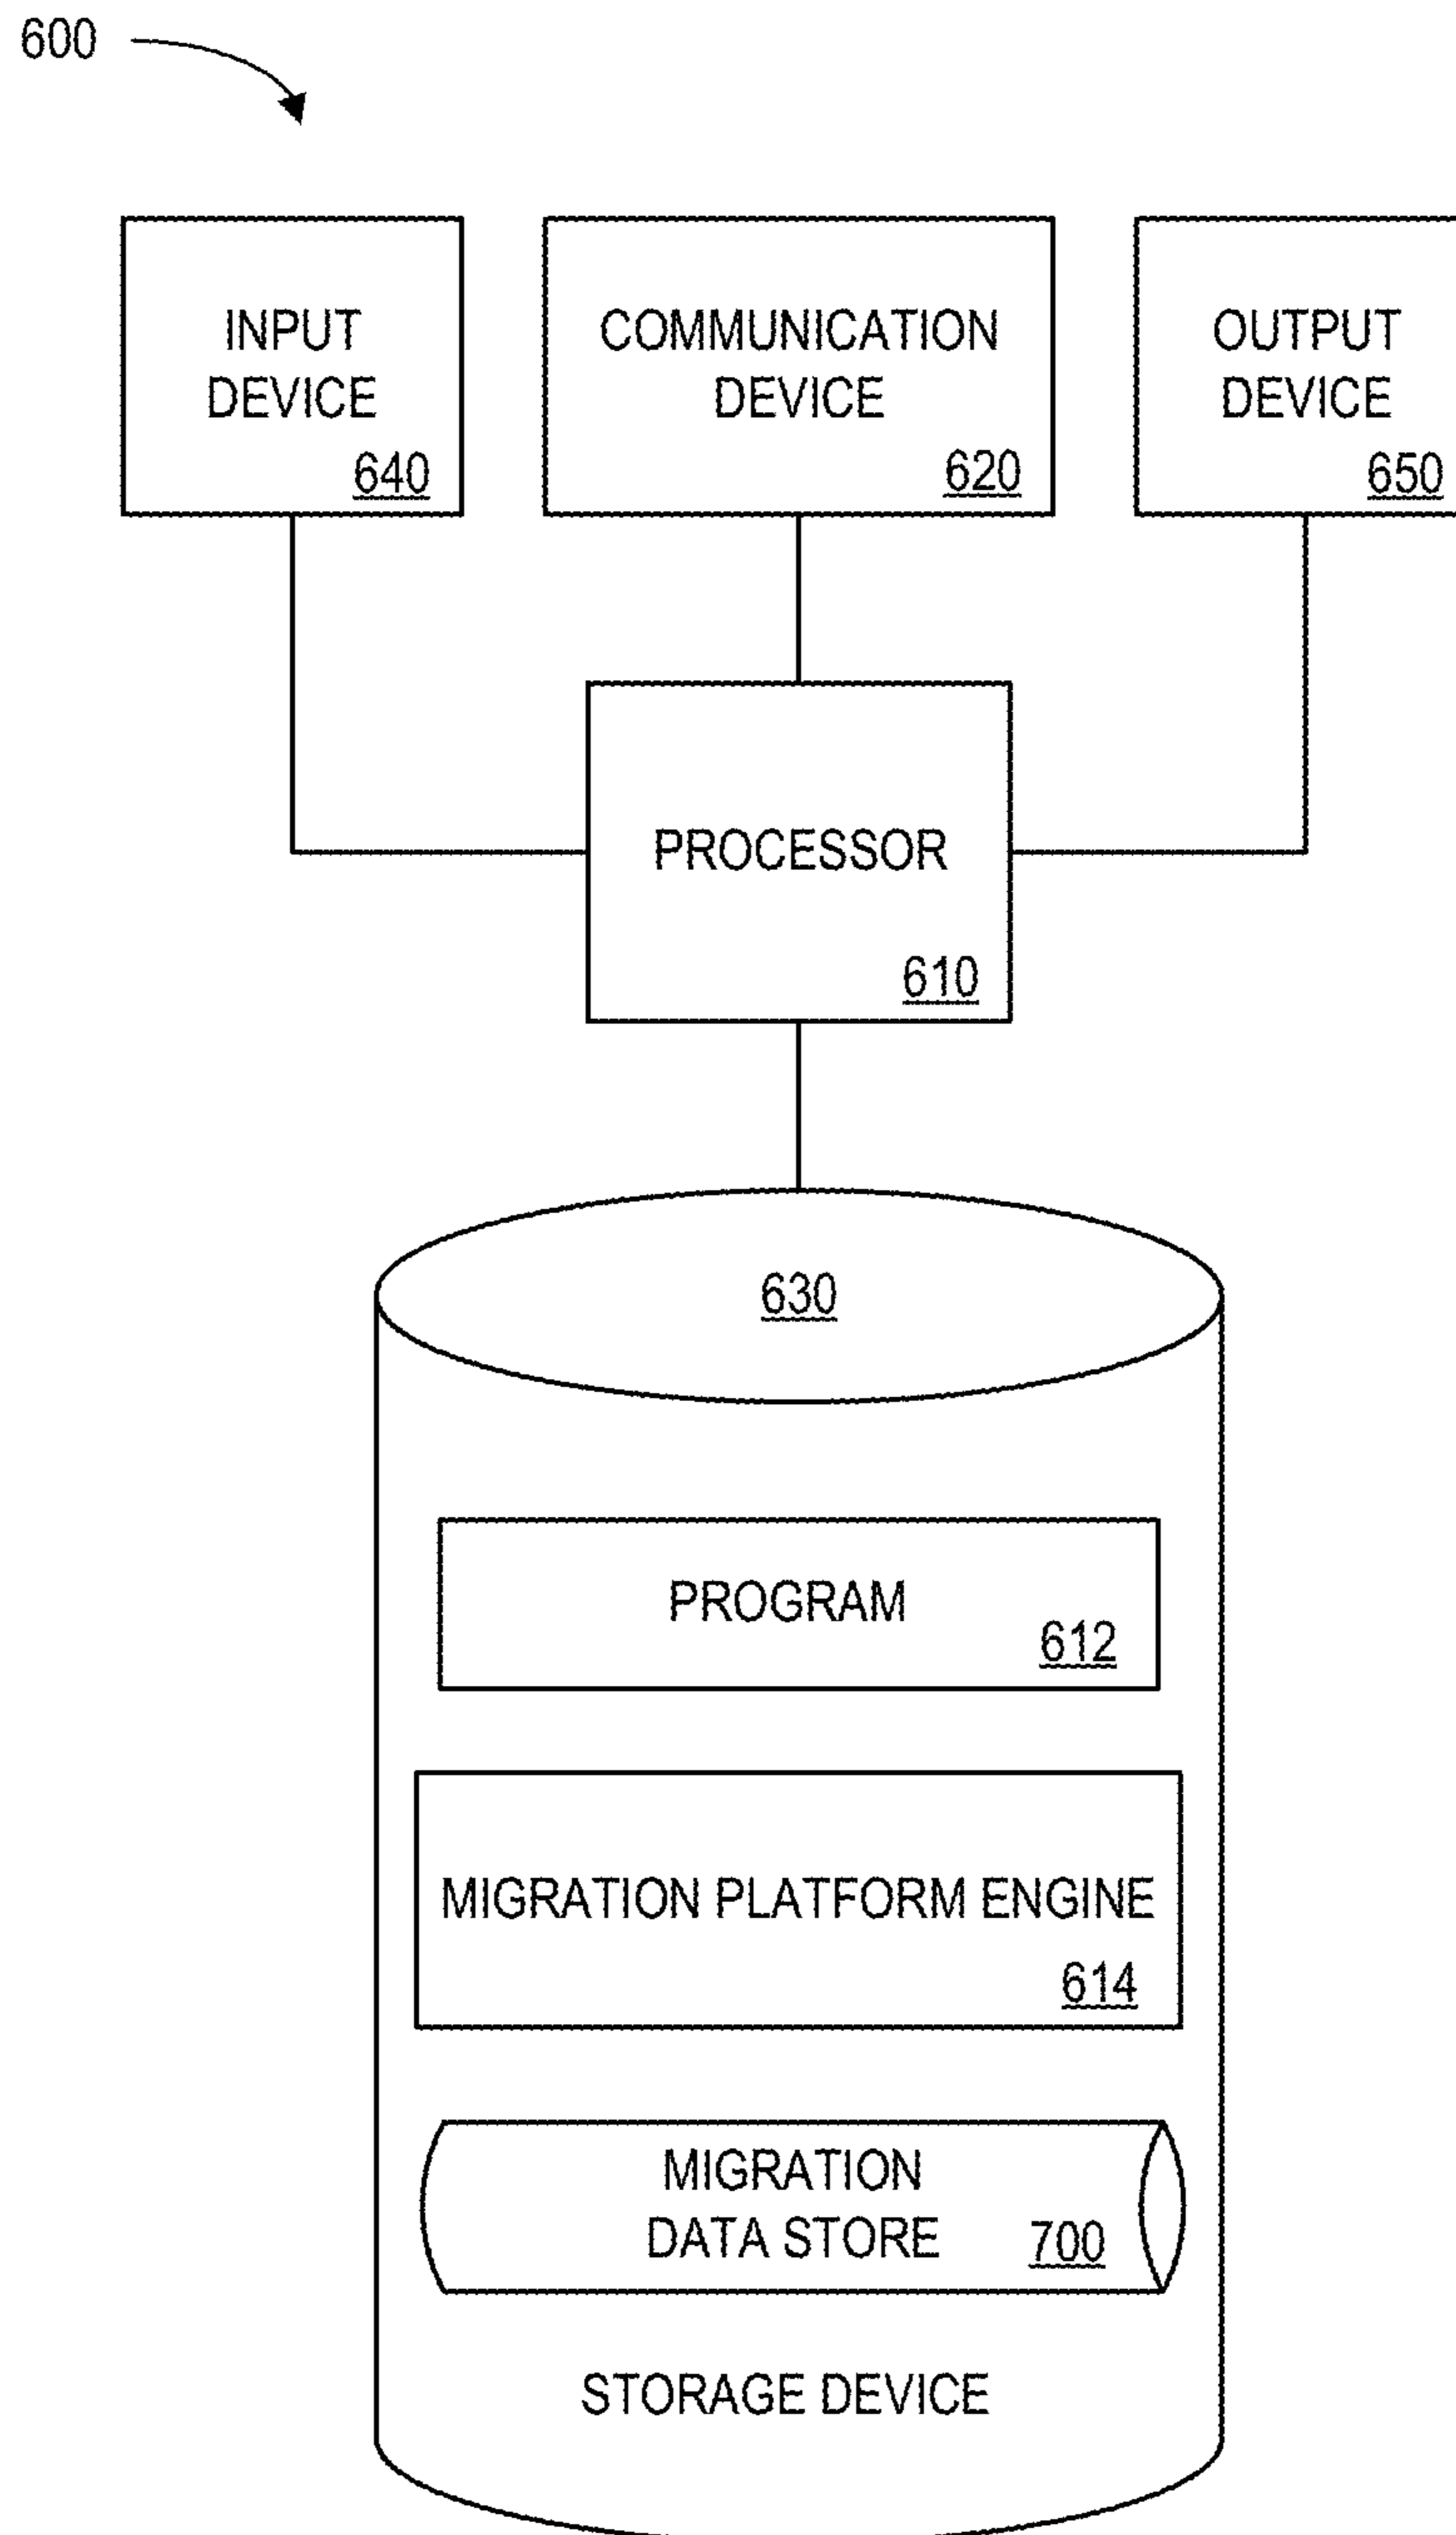 600
INPUT
DEVICE
640
COMMUNICATION
DEVICE
620
OUTPUT
DEVICE
650
PROCESSOR
610
630
PROGRAM
612
MIGRATION PLATFORM ENGINE
614
MIGRATION
DATA STORE
700
STORAGE DEVICE